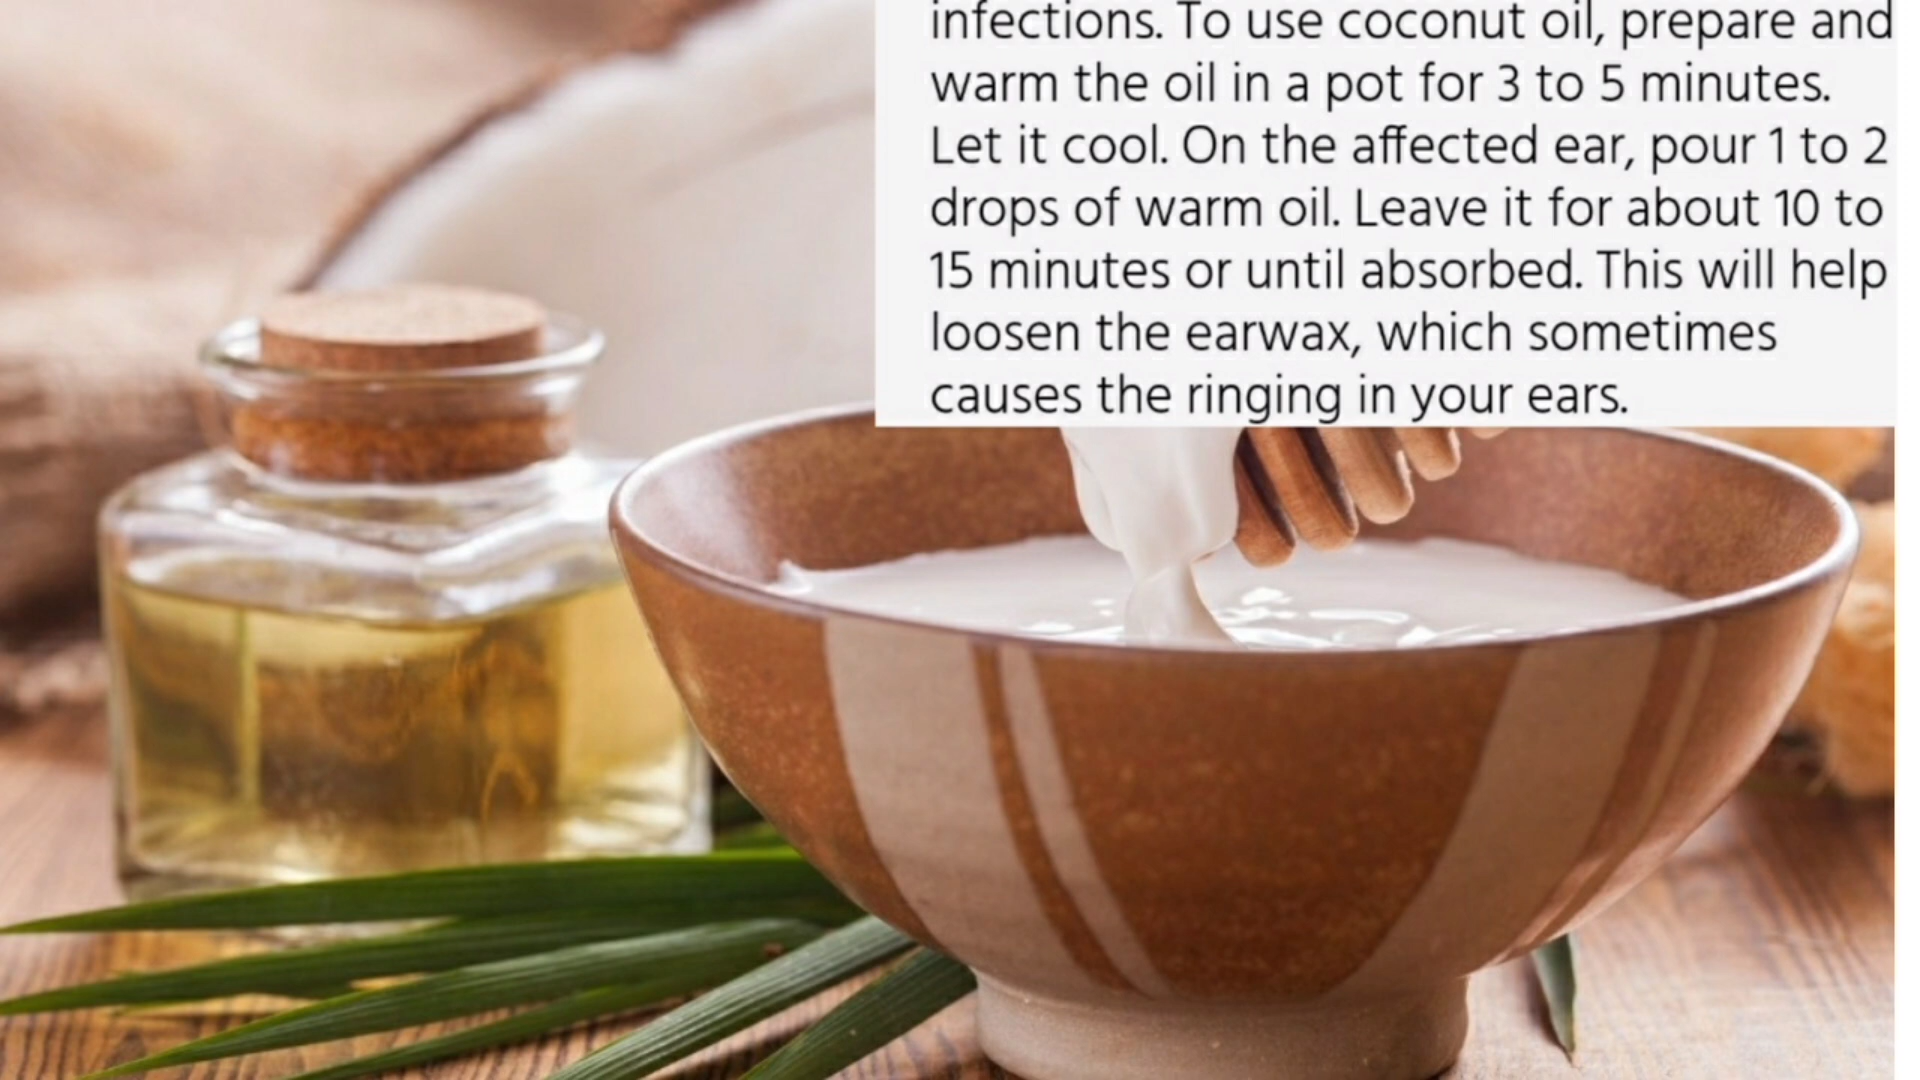 infections. To use coconut oil, prepare and
warm the oil in a pot for 3 to 5 minutes.
Let it cool. On the affected ear, pour 1 to 2
drops of warm oil. Leave it for about 10 to
15 minutes or until absorbed. This will help
loosen the earwax, which sometimes
causes the ringing in your ears.